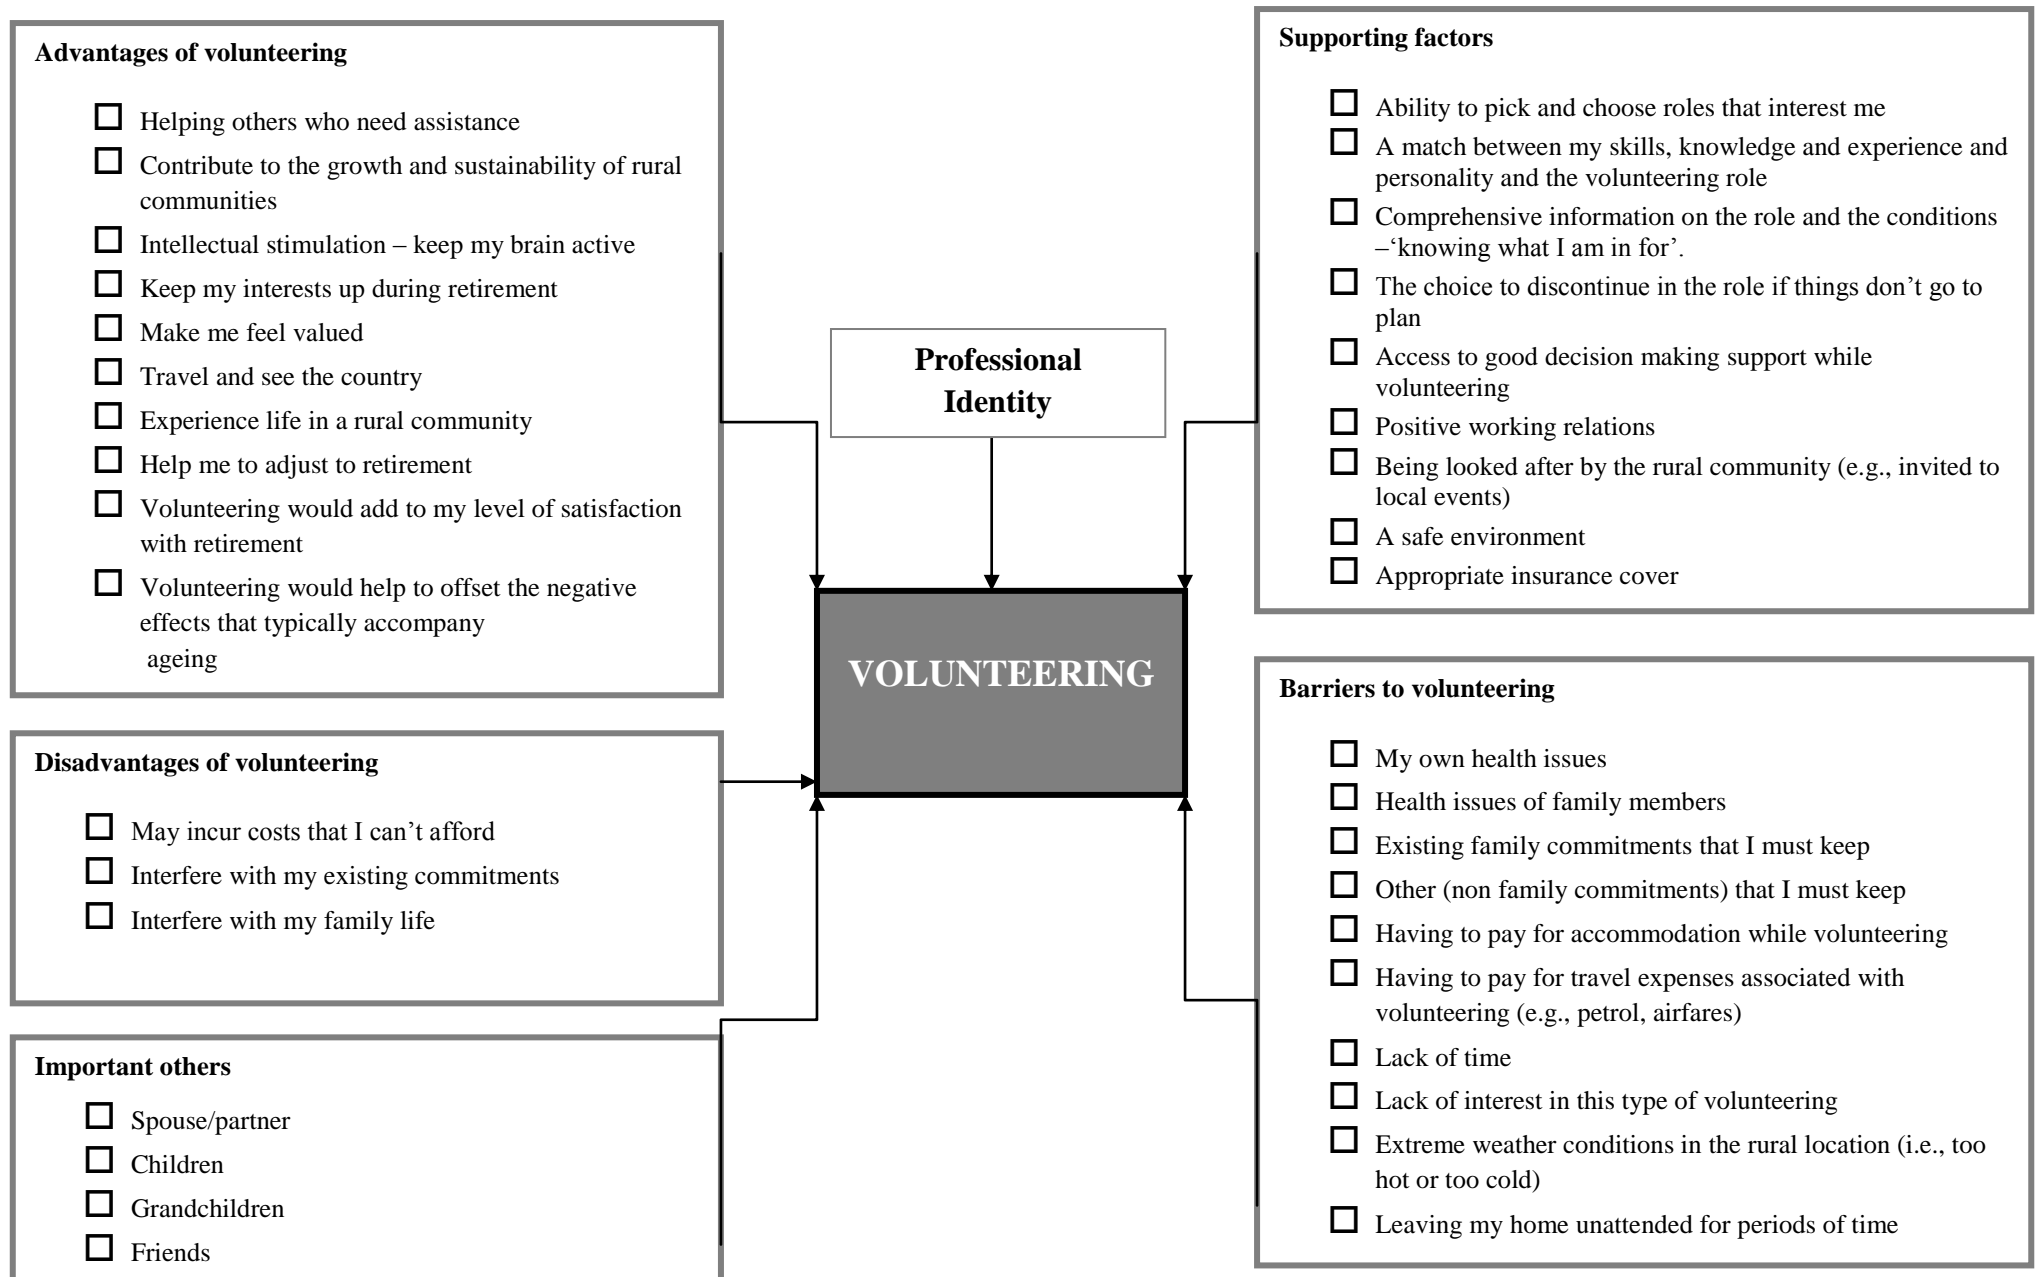 Advantages of volunteering
☐ Helping others who need assistance
☐ Contribute to the growth and sustainability of rural
communities
☐ Intellectual stimulation – keep my brain active
☐ Keep my interests up during retirement
☐ Make me feel valued
☐ Travel and see the country
☐ Experience life in a rural community
☐ Help me to adjust to retirement
☐ Volunteering would add to my level of satisfaction
with retirement
☐ Volunteering would help to offset the negative
effects that typically accompany
ageing
Disadvantages of volunteering
☐ May incur costs that I can’t afford
☐ Interfere with my existing commitments
☐ Interfere with my family life
Important others
☐ Spouse/partner
☐ Children
☐ Grandchildren
☐ Friends
Professional
Identity
VOLUNTEERING
Supporting factors
☐ Ability to pick and choose roles that interest me
☐ A match between my skills, knowledge and experience and
personality and the volunteering role
☐ Comprehensive information on the role and the conditions
–‘knowing what I am in for’.
☐ The choice to discontinue in the role if things don’t go to
plan
☐ Access to good decision making support while
volunteering
☐ Positive working relations
☐ Being looked after by the rural community (e.g., invited to
local events)
☐ A safe environment
☐ Appropriate insurance cover
Barriers to volunteering
☐ My own health issues
☐ Health issues of family members
☐ Existing family commitments that I must keep
☐ Other (non family commitments) that I must keep
☐ Having to pay for accommodation while volunteering
☐ Having to pay for travel expenses associated with
volunteering (e.g., petrol, airfares)
☐ Lack of time
☐ Lack of interest in this type of volunteering
☐ Extreme weather conditions in the rural location (i.e., too
hot or too cold)
☐ Leaving my home unattended for periods of time